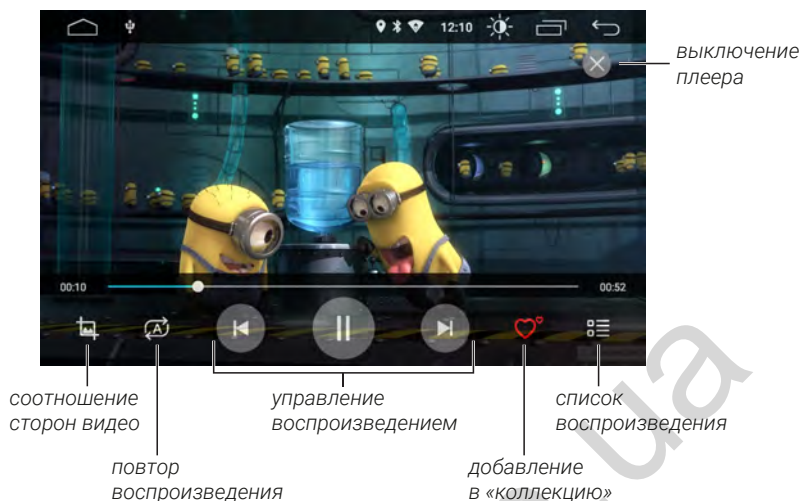 12:10
выключение
плеера
00:10
00:52
A
соотношение
сторон видео
управление
воспроизведением
список
воспроизведения
повтор
воспроизведения
добавление
в «коллекцию»
ua